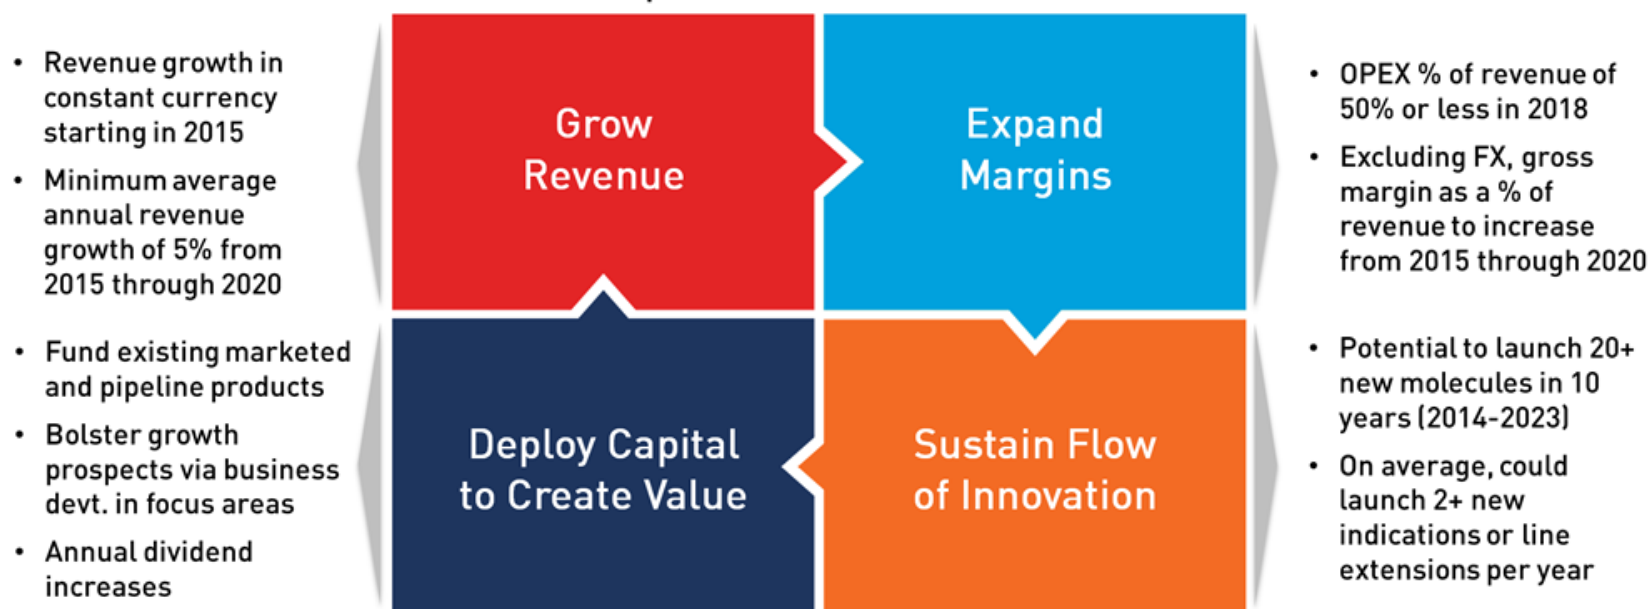 • Revenue growth in
constant currency
starting in 2015
• Minimum average
annual revenue
growth of 5% from
2015 through 2020
Grow
Revenue
Expand
Margins
• OPEX % of revenue of
50% or less in 2018
• Excluding FX, gross
margin as a % of
revenue to increase
from 2015 through 2020
• Fund existing marketed
and pipeline products
• Bolster growth
prospects via business
devt. in focus areas
• Annual dividend
increases
Deploy Capital
to Create Value
Sustain Flow
of Innovation
• Potential to launch 20+
new molecules in 10
years (2014-2023)
• On average, could
launch 2+ new
indications or line
extensions per year